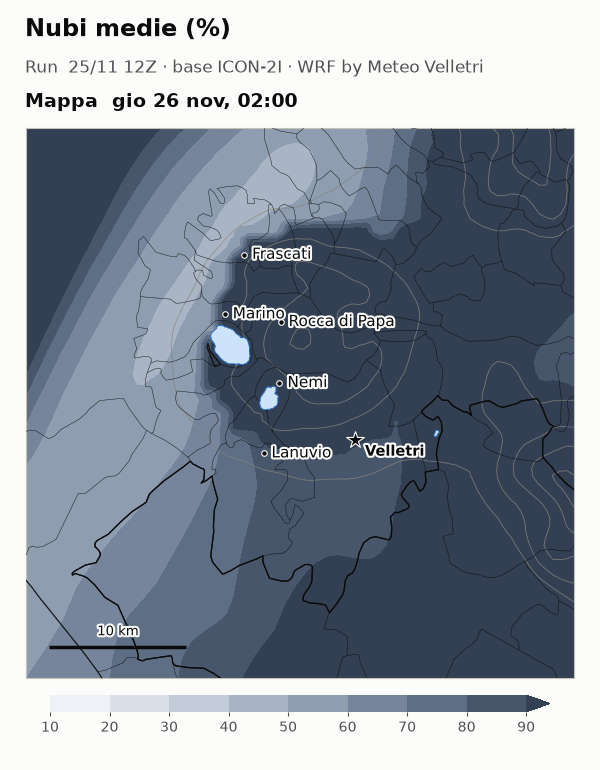 Nubi medie (%)
Run 25/11 12Z · base ICON-2I · WRF by Meteo Velletri
Mappa gio 26 nov, 02:00
Frascati
Marino
Rocca di Papa
Nemi
Velletri
Lanuvio
10 km
10 20 30 40 50 60 70 80 90